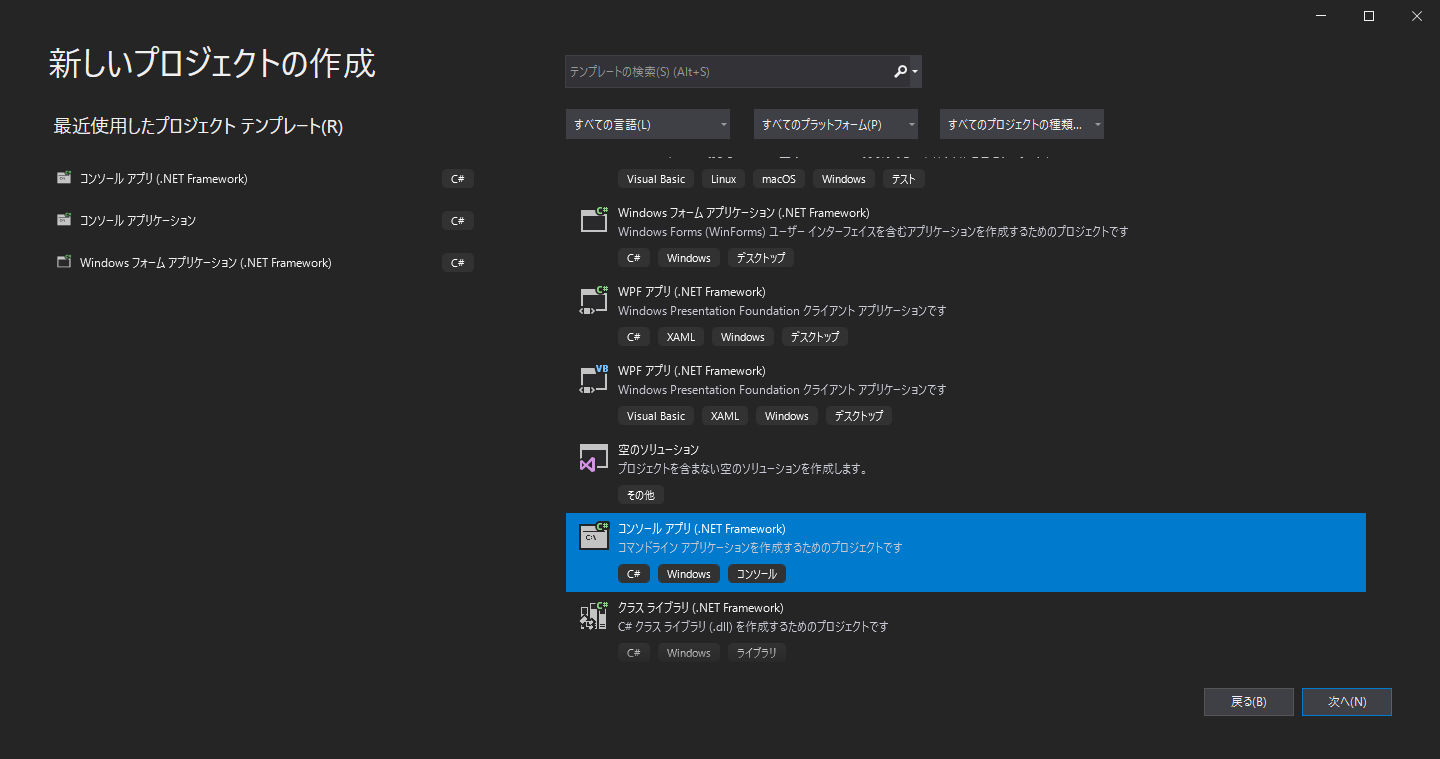 新しいプロジェクトの作成
最近使用したプロジェクト テンプレート(R)
コンソール アプリ (.NET Framework) C#
コンソール アプリケーション C#
Windows フォーム アプリケーション (.NET Framework) C#
テンプレートの検索(S) (Alt+S)
すべての言語(L) すべてのプラットフォーム(P) すべてのプロジェクトの種類...
Visual Basic Linux macOS Windows テスト
C# Windows フォーム アプリケーション (.NET Framework)
Windows Forms (WinForms) ユーザー インターフェイスを含むアプリケーションを作成するためのプロジェクトです
C# Windows デスクトップ
C# WPF アプリ (.NET Framework)
Windows Presentation Foundation クライアント アプリケーションです
C# XAML Windows デスクトップ
VB WPF アプリ (.NET Framework)
Windows Presentation Foundation クライアント アプリケーションです
Visual Basic XAML Windows デスクトップ
空のソリューション
プロジェクトを含まない空のソリューションを作成します。
その他
C# C:\ コンソール アプリ (.NET Framework)
コマンドライン アプリケーションを作成するためのプロジェクトです
C# Windows コンソール
C# クラス ライブラリ (.NET Framework)
C# クラス ライブラリ (.dll) を作成するためのプロジェクトです
C# Windows ライブラリ
戻る(B) 次へ(N)